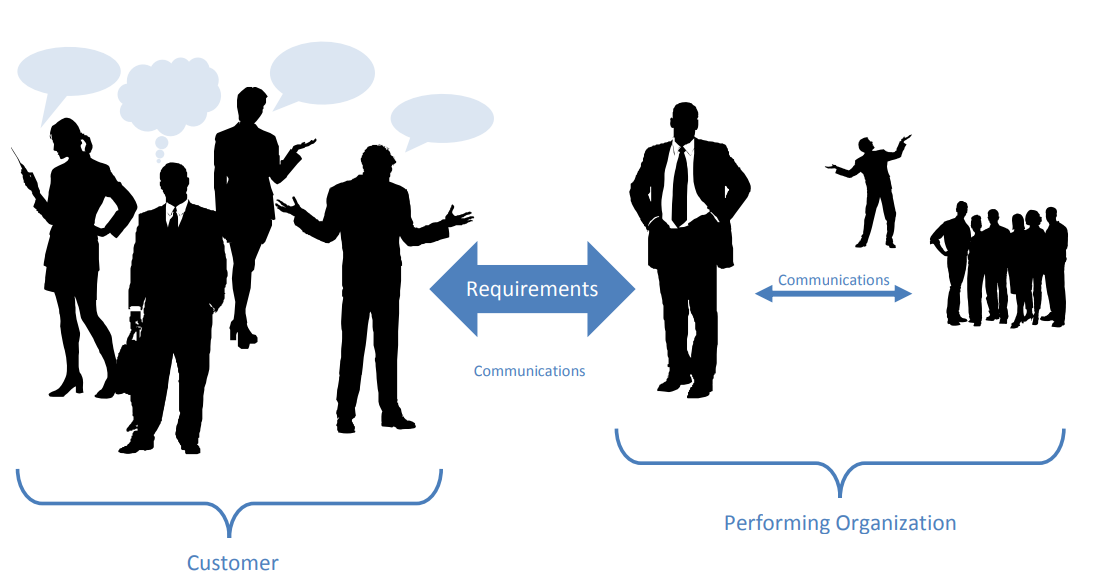 Requirements
Communications
Communications
Customer
Performing Organization